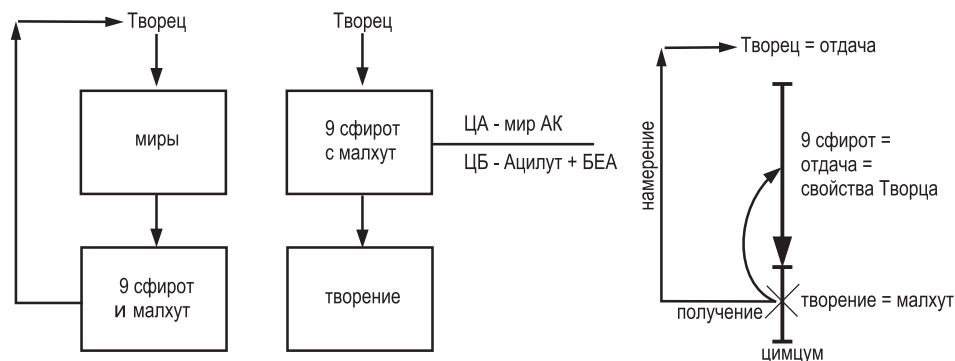 Творец
миры
9 сфирот
и малхут
Творец
9 сфирот
с малхут
ЦА - мир АК
ЦБ - Ацилут + БЕА
творение
Творец = отдача
намерение
9 сфирот =
отдача =
свойства Творца
получение
творение = малхут
цимцум